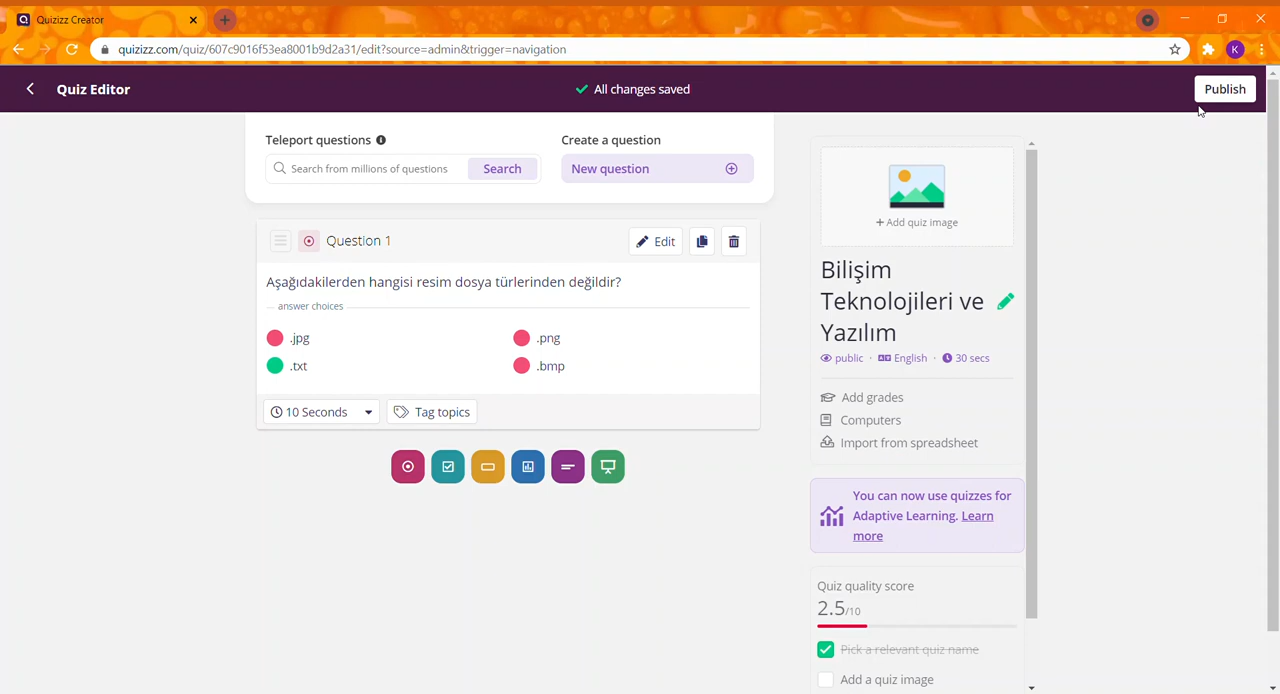 Quizizz Creator
quizizz.com/quiz/607c9016f53ea8001b9d2a31/edit?source=admin&trigger=navigation
K
Quiz Editor
All changes saved
Publish
Teleport questions
Create a question
Search from millions of questions
Search
New question
+ Add quiz image
Question 1
Edit
Aşağıdakilerden hangisi resim dosya türlerinden değildir?
answer choices
.jpg
.png
.txt
.bmp
10 Seconds
Tag topics
Bilişim
Teknolojileri ve
Yazılım
public · English · 30 secs
Add grades
Computers
Import from spreadsheet
You can now use quizzes for
Adaptive Learning. Learn
more
Quiz quality score
2.5/10
Pick a relevant quiz name
Add a quiz image